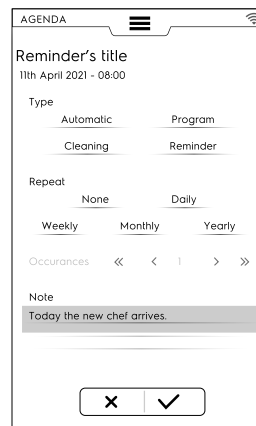 AGENDA
Reminder's title
11th April 2021 - 08:00
Type
Automatic Program
Cleaning Reminder
Repeat
None Daily
Weekly Monthly Yearly
Occurances « < 1 > »
Note
Today the new chef arrives.